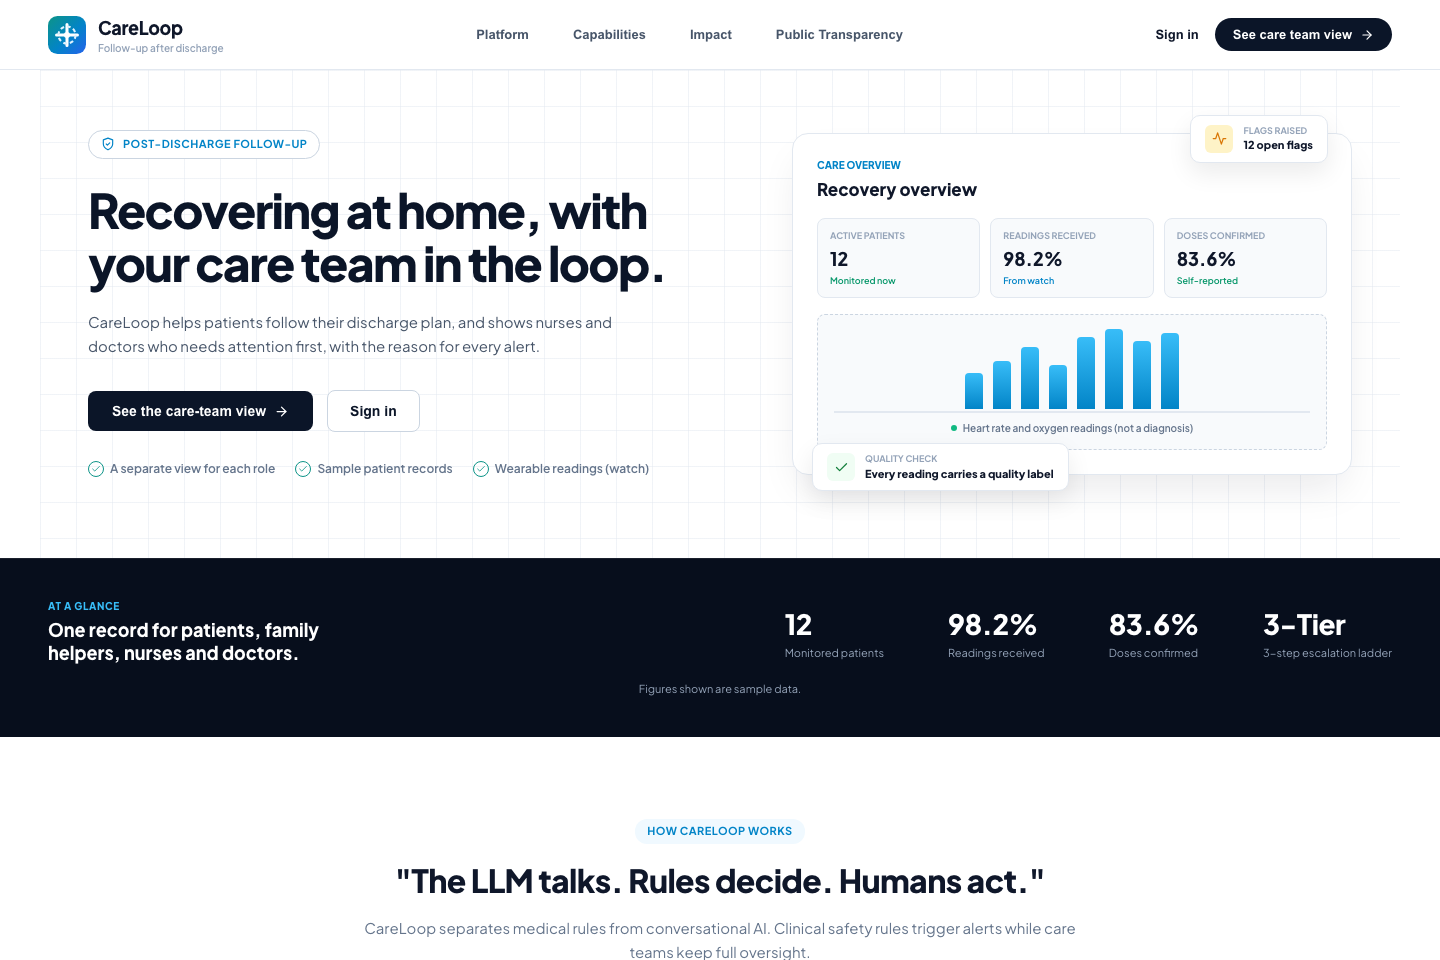 CareLoop
Follow-up after discharge
Platform
Capabilities
Impact
Public Transparency
Sign in
See care team view
POST-DISCHARGE FOLLOW-UP
Recovering at home, with
your care team in the loop.
CareLoop helps patients follow their discharge plan, and shows nurses and
doctors who needs attention first, with the reason for every alert.
See the care-team view
Sign in
A separate view for each role
Sample patient records
Wearable readings (watch)
FLAGS RAISED
12 open flags
CARE OVERVIEW
Recovery overview
ACTIVE PATIENTS
12
Monitored now
READINGS RECEIVED
98.2%
From watch
DOSES CONFIRMED
83.6%
Self-reported
Heart rate and oxygen readings (not a diagnosis)
QUALITY CHECK
Every reading carries a quality label
AT A GLANCE
One record for patients, family
helpers, nurses and doctors.
12
Monitored patients
98.2%
Readings received
83.6%
Doses confirmed
3-Tier
3-step escalation ladder
Figures shown are sample data.
HOW CARELOOP WORKS
"The LLM talks. Rules decide. Humans act."
CareLoop separates medical rules from conversational AI. Clinical safety rules trigger alerts while care
teams keep full oversight.